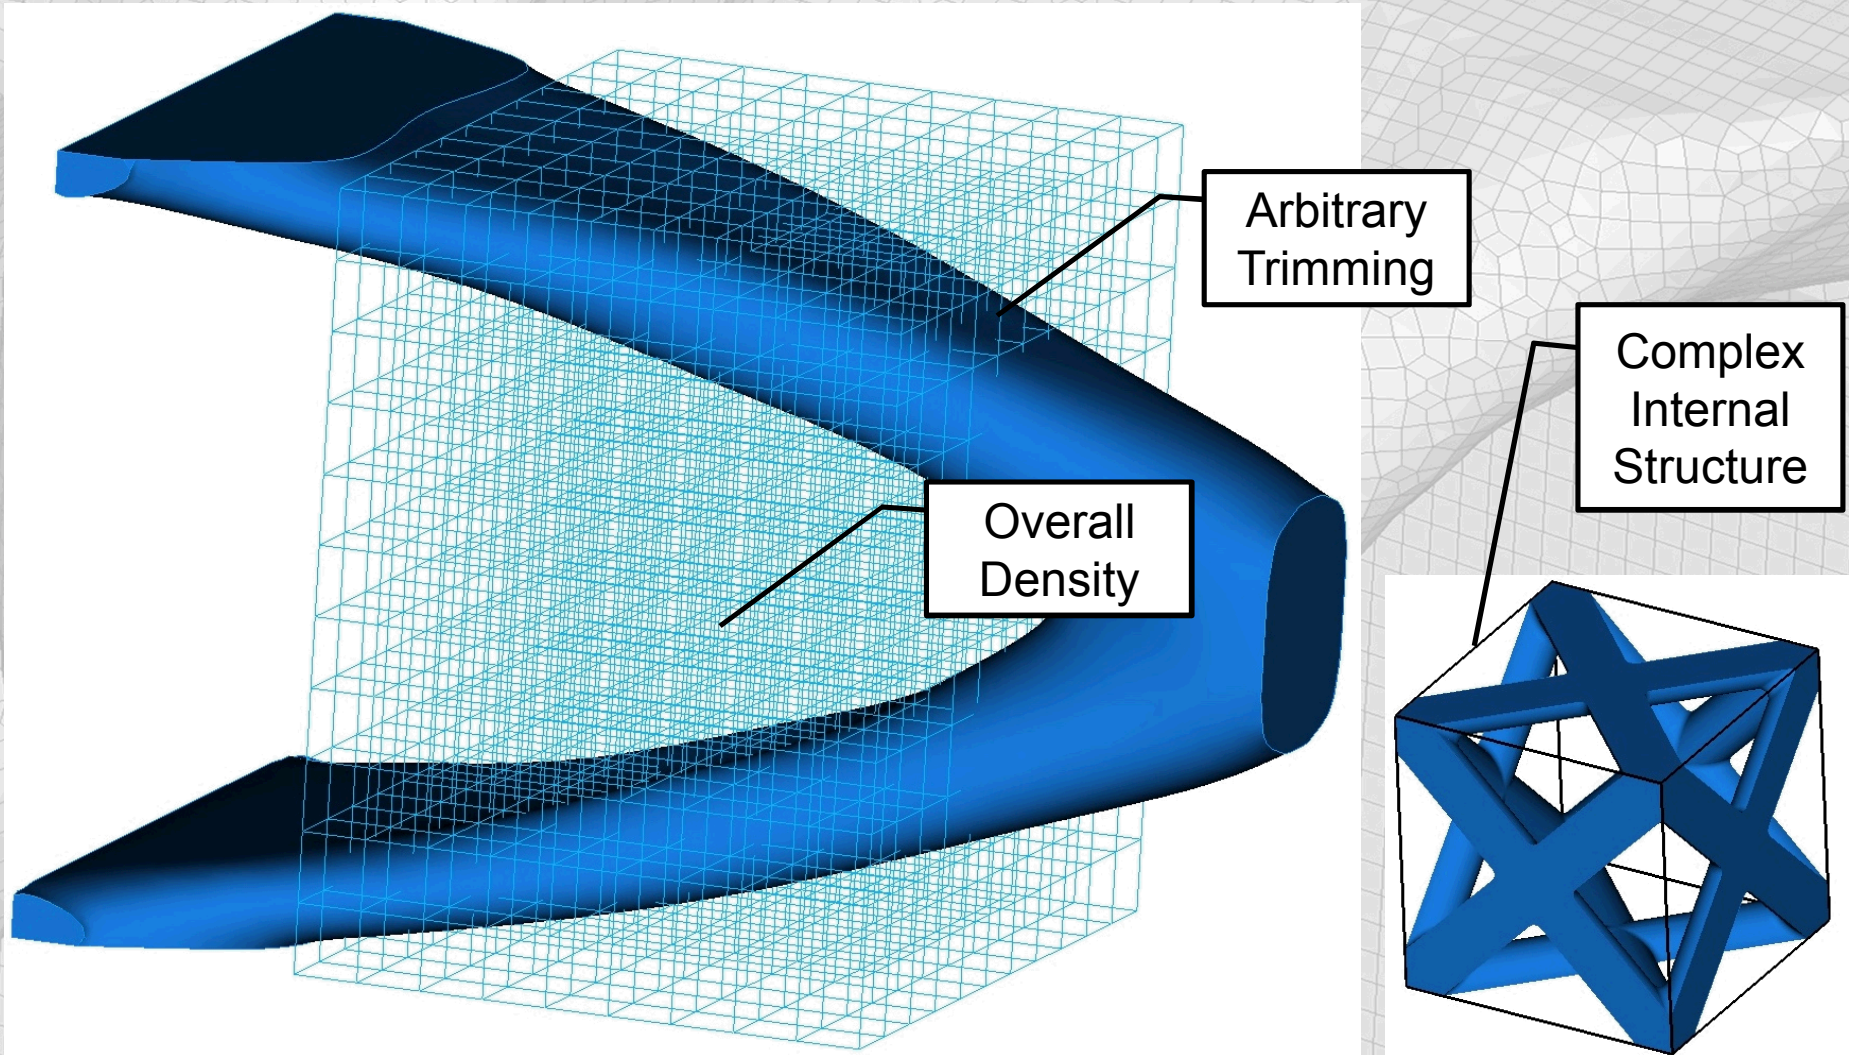 Arbitrary
Trimming
Overall
Density
Complex
Internal
Structure